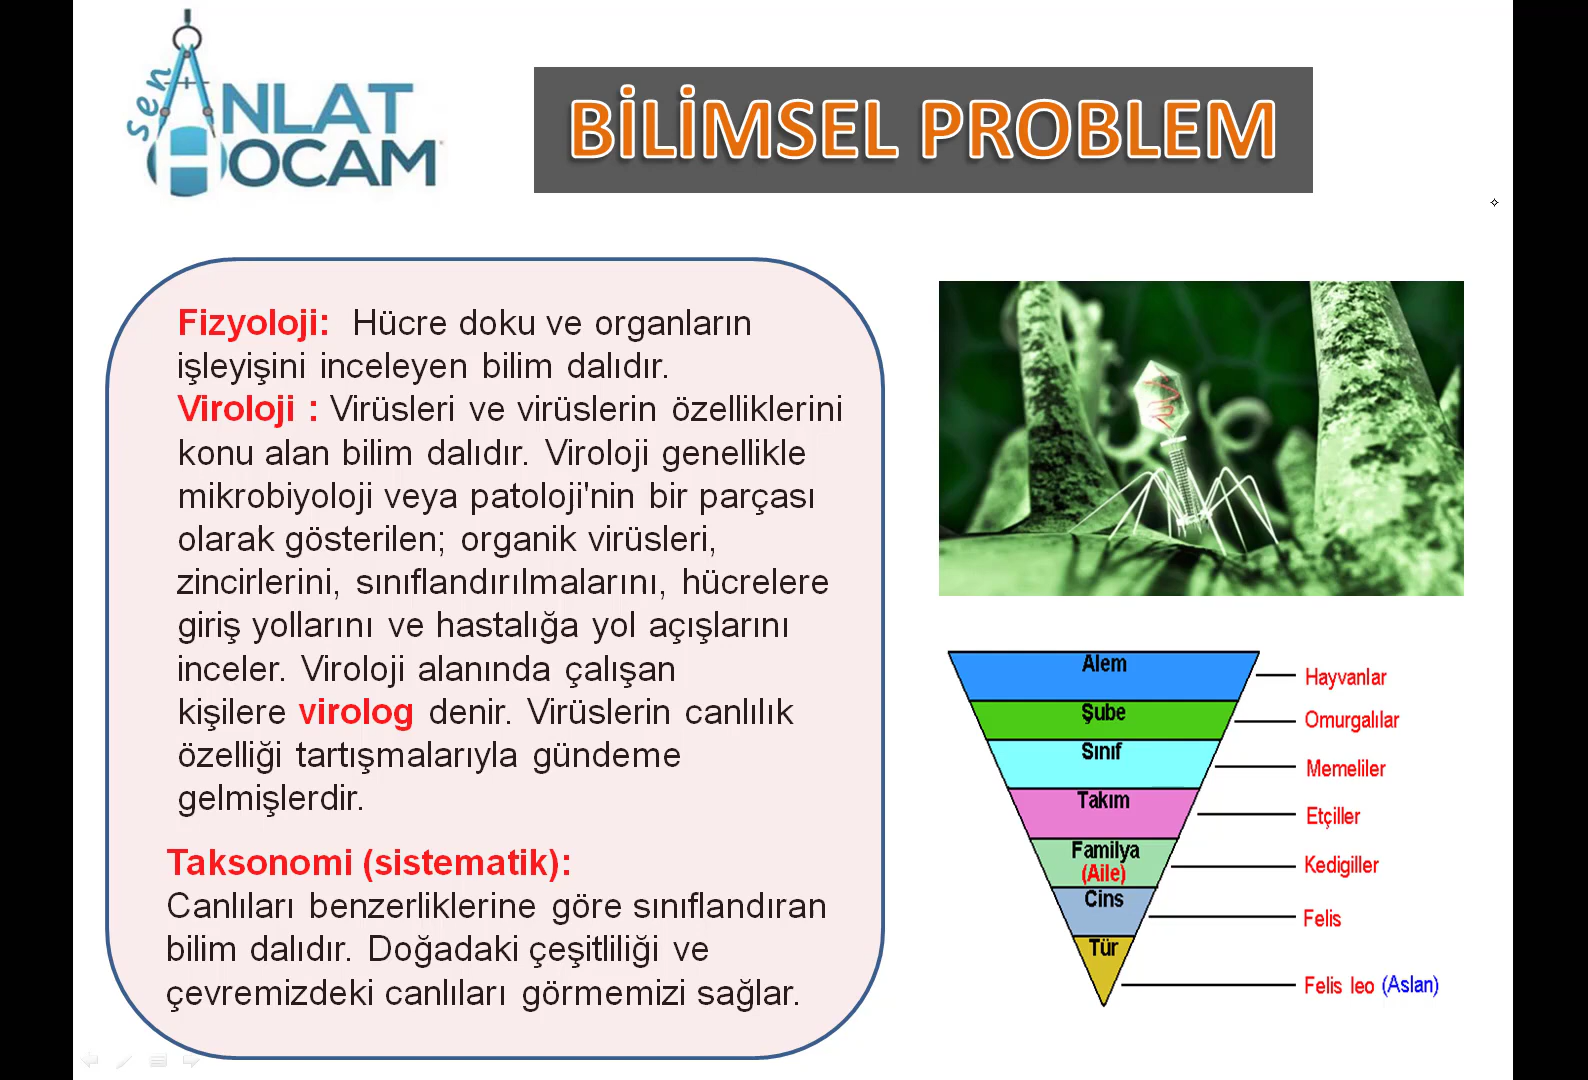 sen ANLAT
HOCAM
BİLİMSEL PROBLEM
Fizyoloji: Hücre doku ve organların
işleyişini inceleyen bilim dalıdır.
Viroloji : Virüsleri ve virüslerin özelliklerini
konu alan bilim dalıdır. Viroloji genellikle
mikrobiyoloji veya patoloji'nin bir parçası
olarak gösterilen; organik virüsleri,
zincirlerini, sınıflandırılmalarını, hücrelere
giriş yollarını ve hastalığa yol açışlarını
inceler. Viroloji alanında çalışan
kişilere virolog denir. Virüslerin canlılık
özelliği tartışmalarıyla gündeme
gelmişlerdir.
Taksonomi (sistematik):
Canlıları benzerliklerine göre sınıflandıran
bilim dalıdır. Doğadaki çeşitliliği ve
çevremizdeki canlıları görmemizi sağlar.
Alem
Hayvanlar
Şube
Omurgalılar
Sınıf
Memeliler
Takım
Etçiller
Familya
(Aile)
Kedigiller
Cins
Felis
Tür
Felis leo (Aslan)